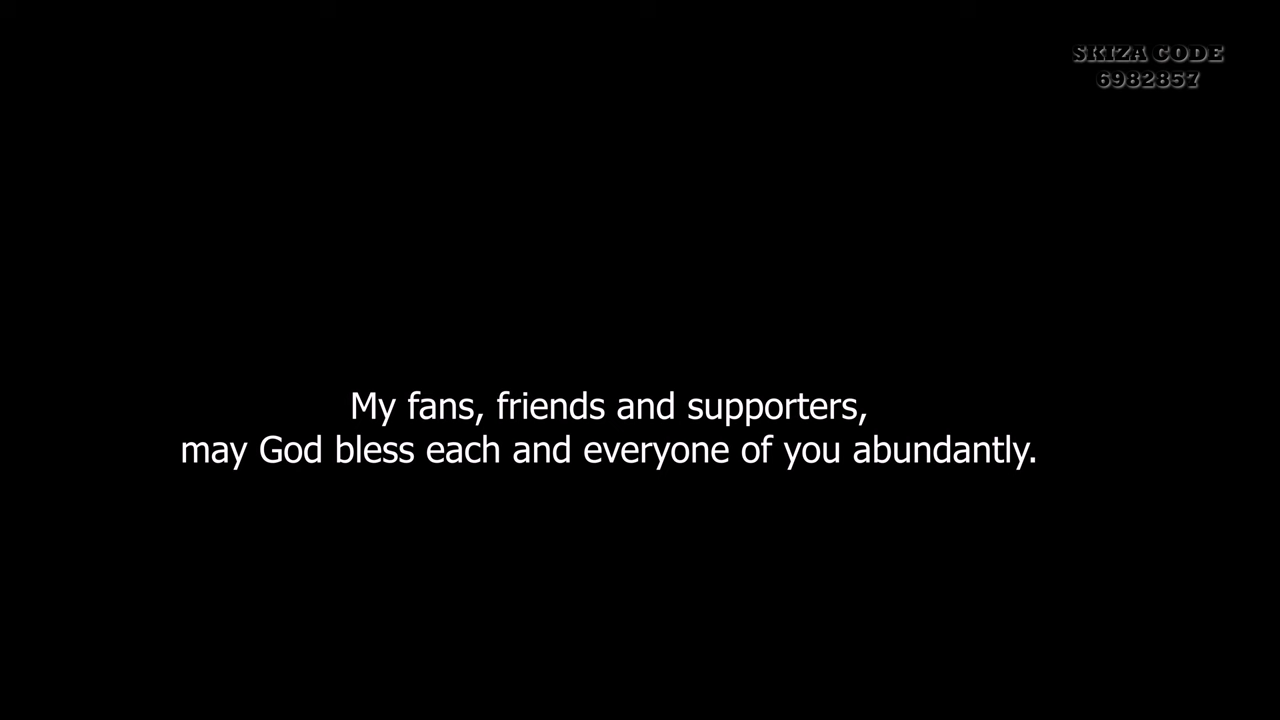 SKIZA CODE
6982857
My fans, friends and supporters,
may God bless each and everyone of you abundantly.